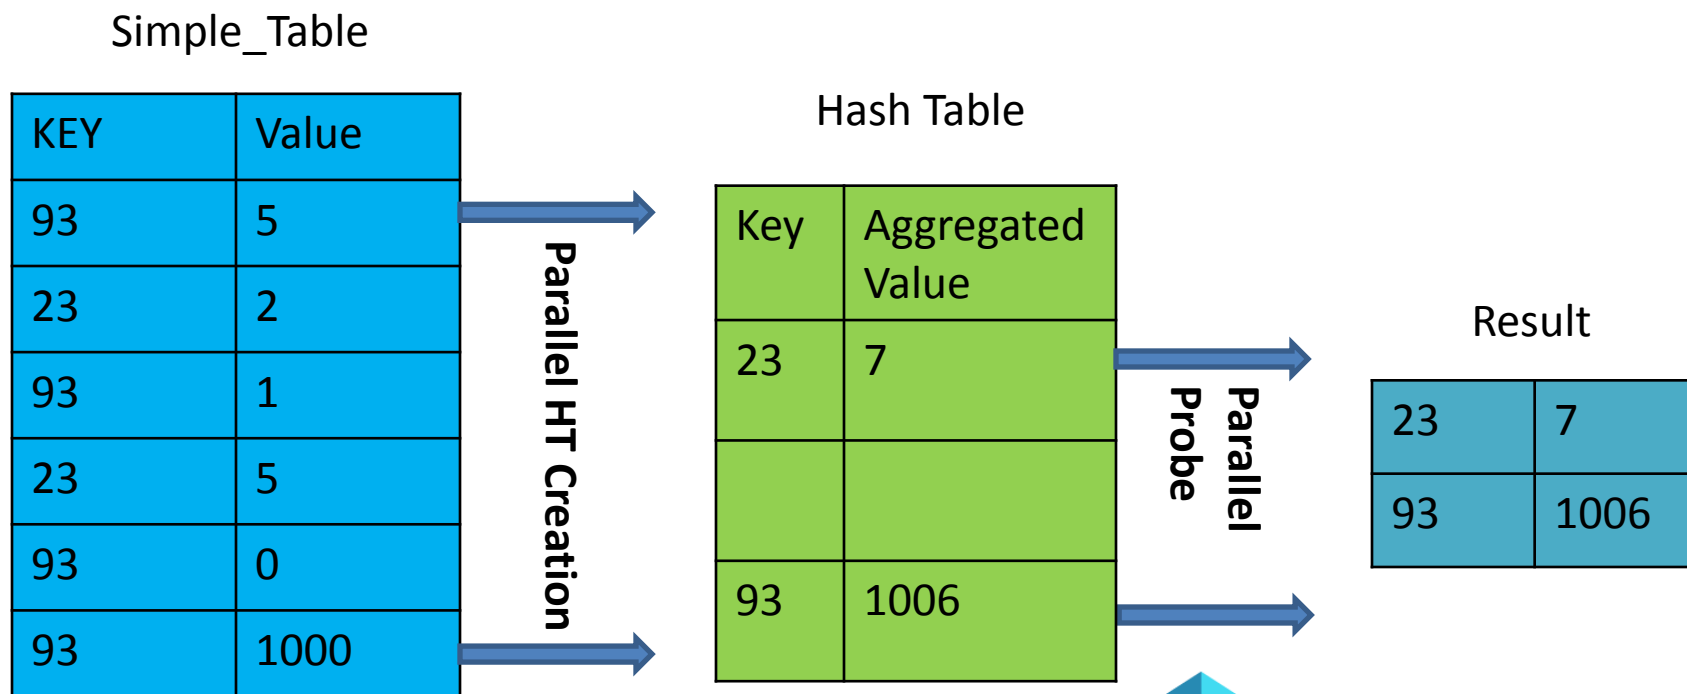 Simple_Table
KEY Value
93 5
23 2
93 1
23 5
93 0
93 1000
Parallel HT Creation
Hash Table
Key Aggregated
Value
23 7
93 1006
Parallel
Probe
Result
23 7
93 1006